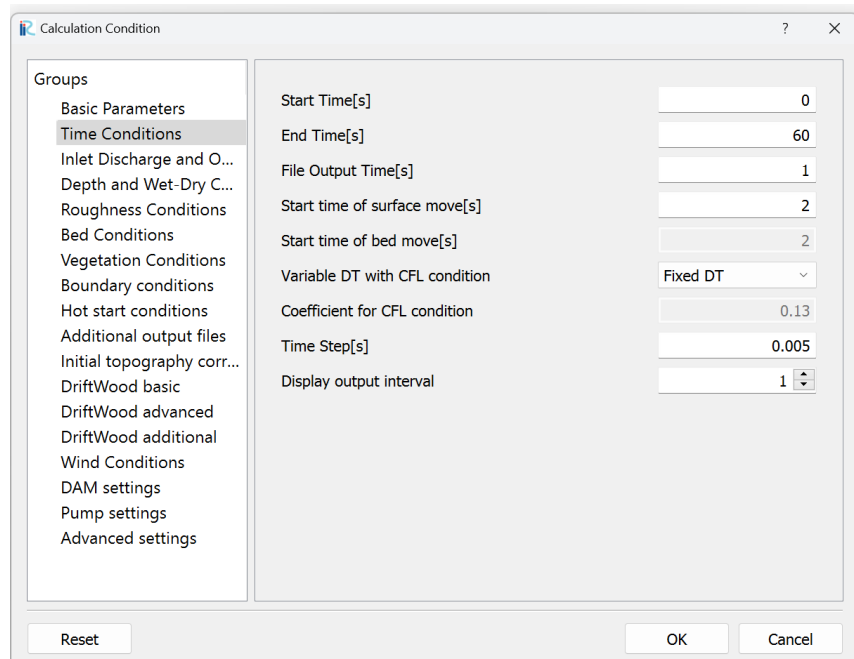 iRIC Calculation Condition ?
Groups
Basic Parameters
Time Conditions
Inlet Discharge and O...
Depth and Wet-Dry C...
Roughness Conditions
Bed Conditions
Vegetation Conditions
Boundary conditions
Hot start conditions
Additional output files
Initial topography corr...
DriftWood basic
DriftWood advanced
DriftWood additional
Wind Conditions
DAM settings
Pump settings
Advanced settings
Start Time[s] 0
End Time[s] 60
File Output Time[s] 1
Start time of surface move[s] 2
Start time of bed move[s] 2
Variable DT with CFL condition Fixed DT
Coefficient for CFL condition 0.13
Time Step[s] 0.005
Display output interval 1
Reset OK Cancel